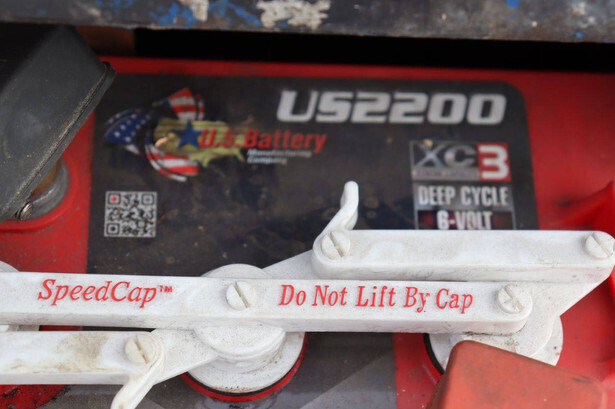 US2200
U.S. Battery
Manufacturing
Company
XC3
DEEP CYCLE
6-VOLT
SpeedCap™
Do Not Lift By Cap